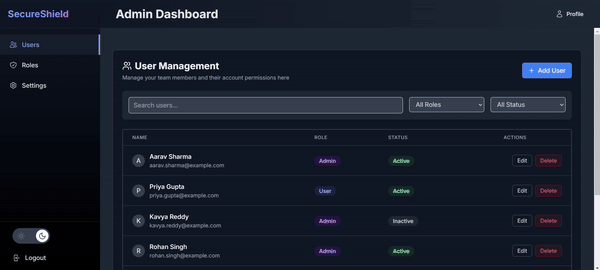 SecureShield
Admin Dashboard
Profile
Users
Roles
Settings
User Management
Manage your team members and their account permissions here
+ Add User
Search users...
All Roles
All Status
NAME ROLE STATUS ACTIONS
A Aarav Sharma Admin Active Edit Delete
aarav.sharma@example.com
P Priya Gupta User Active Edit Delete
priya.gupta@example.com
K Kavya Reddy Admin Inactive Edit Delete
kavya.reddy@example.com
R Rohan Singh Admin Active Edit Delete
rohan.singh@example.com
Logout